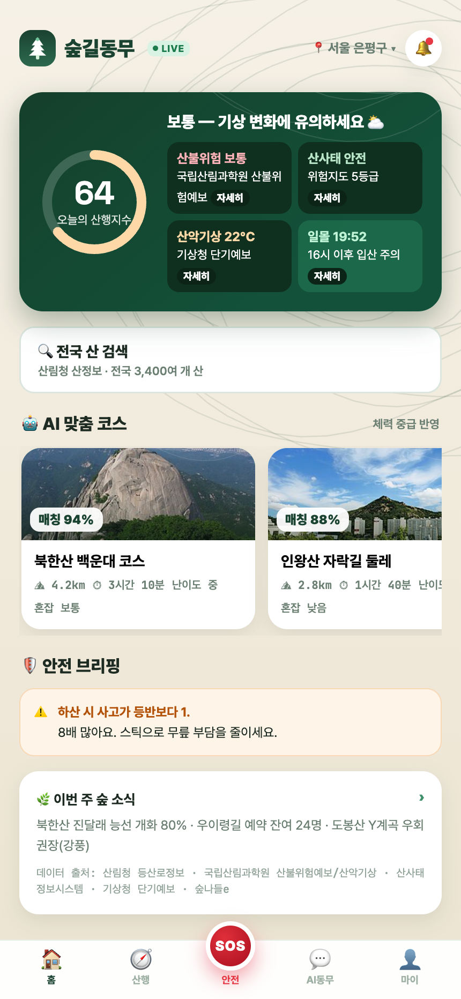 숲길동무
LIVE
서울 은평구 ▾
보통 — 기상 변화에 유의하세요
64
오늘의 산행지수
산불위험 보통
국립산림과학원 산불위
험예보 자세히
산사태 안전
위험지도 5등급
자세히
산악기상 22°C
기상청 단기예보
자세히
일몰 19:52
16시 이후 입산 주의
자세히
전국 산 검색
산림청 산정보 · 전국 3,400여 개 산
AI 맞춤 코스
체력 중급 반영
매칭 94%
북한산 백운대 코스
4.2km 3시간 10분 난이도 중
혼잡 보통
매칭 88%
인왕산 자락길 둘레
2.8km 1시간 40분 난이도
혼잡 낮음
안전 브리핑
하산 시 사고가 등반보다 1.
8배 많아요. 스틱으로 무릎 부담을 줄이세요.
이번 주 숲 소식
›
북한산 진달래 능선 개화 80% · 우이령길 예약 잔여 24명 · 도봉산 Y계곡 우회
권장(강풍)
데이터 출처: 산림청 등산로정보 · 국립산림과학원 산불위험예보/산악기상 · 산사태
정보시스템 · 기상청 단기예보 · 숲나들e
홈
산행
SOS
안전
AI동무
마이